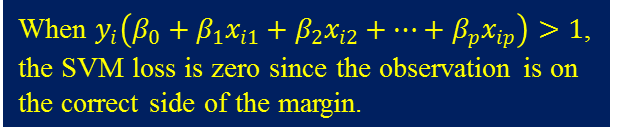 When yᵢ(β₀ + β₁xᵢ₁ + β₂xᵢ₂ + ⋯ + βₚxᵢₚ) > 1,
the SVM loss is zero since the observation is on
the correct side of the margin.